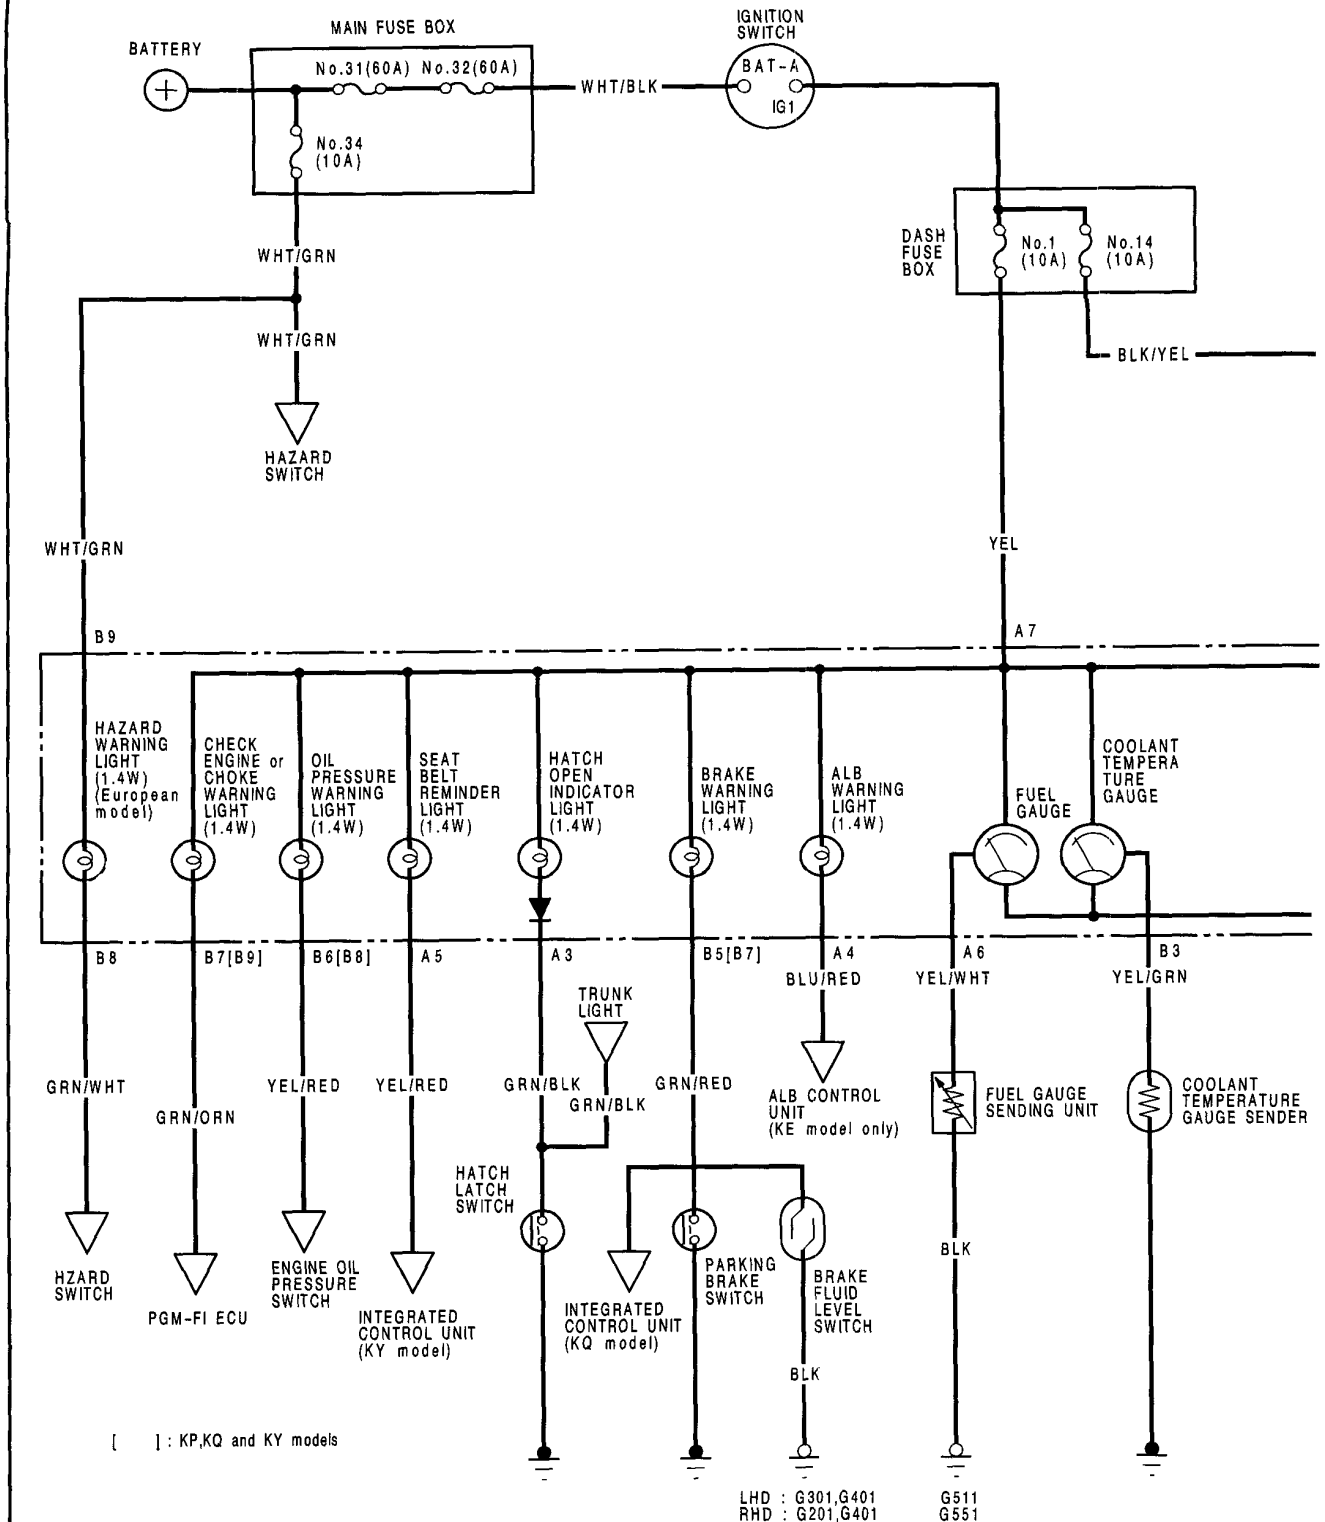 MAIN FUSE BOX
IGNITION
SWITCH
BATTERY
No.31(60A) No.32(60A)
BAT-A
IG1
WHT/BLK
No.34
(10A)
DASH
FUSE
BOX
No.1
(10A)
No.14
(10A)
WHT/GRN
WHT/GRN
BLK/YEL
HAZARD
SWITCH
WHT/GRN
YEL
B9
A7
HAZARD
WARNING
LIGHT
(1.4W)
(European
model)
CHECK
ENGINE or
CHOKE
WARNING
LIGHT
(1.4W)
OIL
PRESSURE
WARNING
LIGHT
(1.4W)
SEAT
BELT
REMINDER
LIGHT
(1.4W)
HATCH
OPEN
INDICATOR
LIGHT
(1.4W)
BRAKE
WARNING
LIGHT
(1.4W)
ALB
WARNING
LIGHT
(1.4W)
FUEL
GAUGE
COOLANT
TEMPERA
TURE
GAUGE
B8
B7[B9]
B6[B8]
A5
A3
B5[B7]
A4
A6
B3
BLU/RED
YEL/WHT
YEL/GRN
TRUNK
LIGHT
GRN/WHT
GRN/ORN
YEL/RED
YEL/RED
GRN/BLK
GRN/BLK
GRN/RED
ALB CONTROL
UNIT
(KE model only)
FUEL GAUGE
SENDING UNIT
COOLANT
TEMPERATURE
GAUGE SENDER
HATCH
LATCH
SWITCH
HZARD
SWITCH
PGM-FI ECU
ENGINE OIL
PRESSURE
SWITCH
INTEGRATED
CONTROL UNIT
(KY model)
INTEGRATED
CONTROL UNIT
(KQ model)
PARKING
BRAKE
SWITCH
BRAKE
FLUID
LEVEL
SWITCH
BLK
BLK
[ ] : KP,KQ and KY models
LHD : G301,G401
RHD : G201,G401
G511
G551